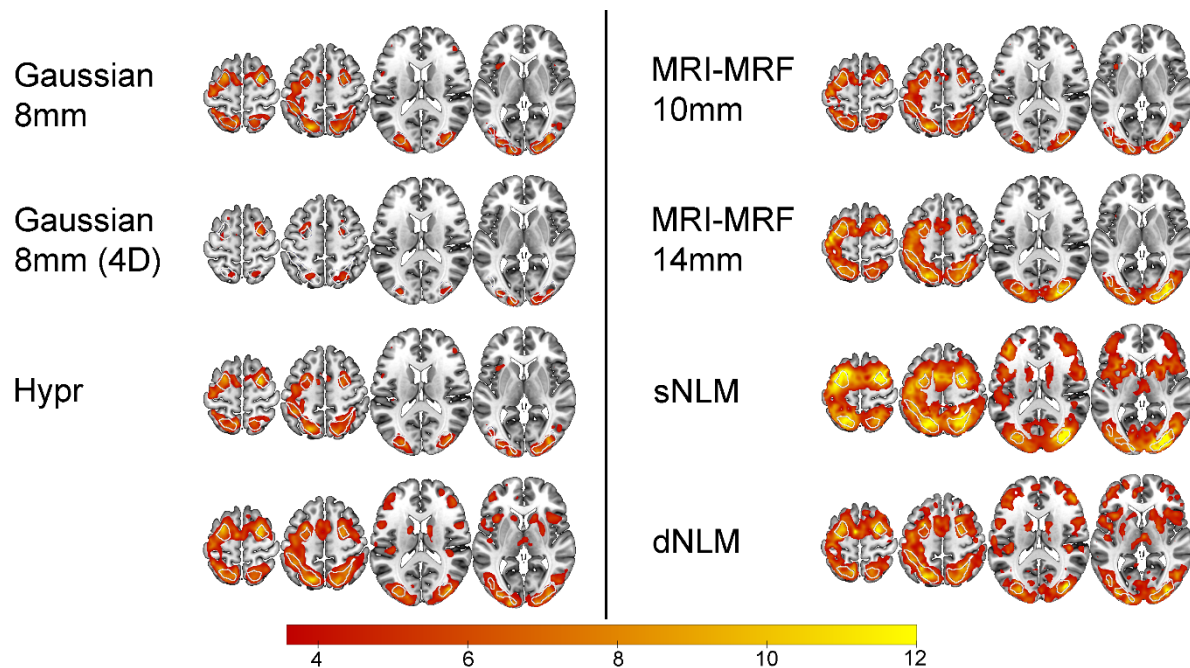 Gaussian
8mm
Gaussian
8mm (4D)
Hypr
MRI-MRF
10mm
MRI-MRF
14mm
sNLM
dNLM
4 6 8 10 12